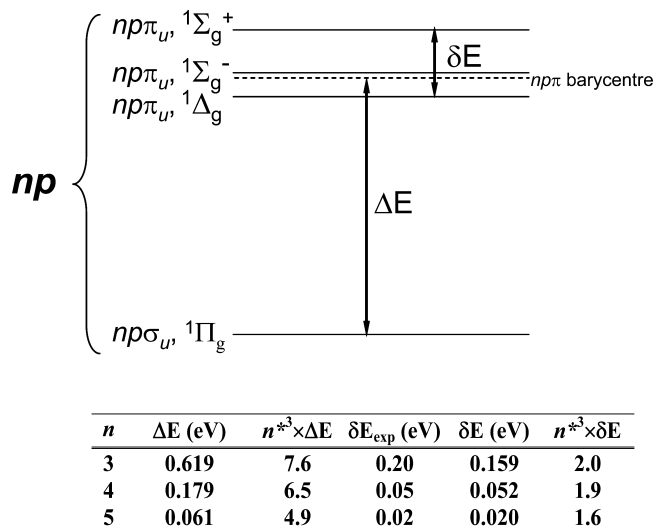 npπu, ¹Σg⁺
δE
npπu, ¹Σg⁻
npπ barycentre
npπu, ¹Δg
np
ΔE
npσu, ¹Πg
n ΔE (eV) n*³×ΔE δEexp (eV) δE (eV) n*³×δE
3 0.619 7.6 0.20 0.159 2.0
4 0.179 6.5 0.05 0.052 1.9
5 0.061 4.9 0.02 0.020 1.6